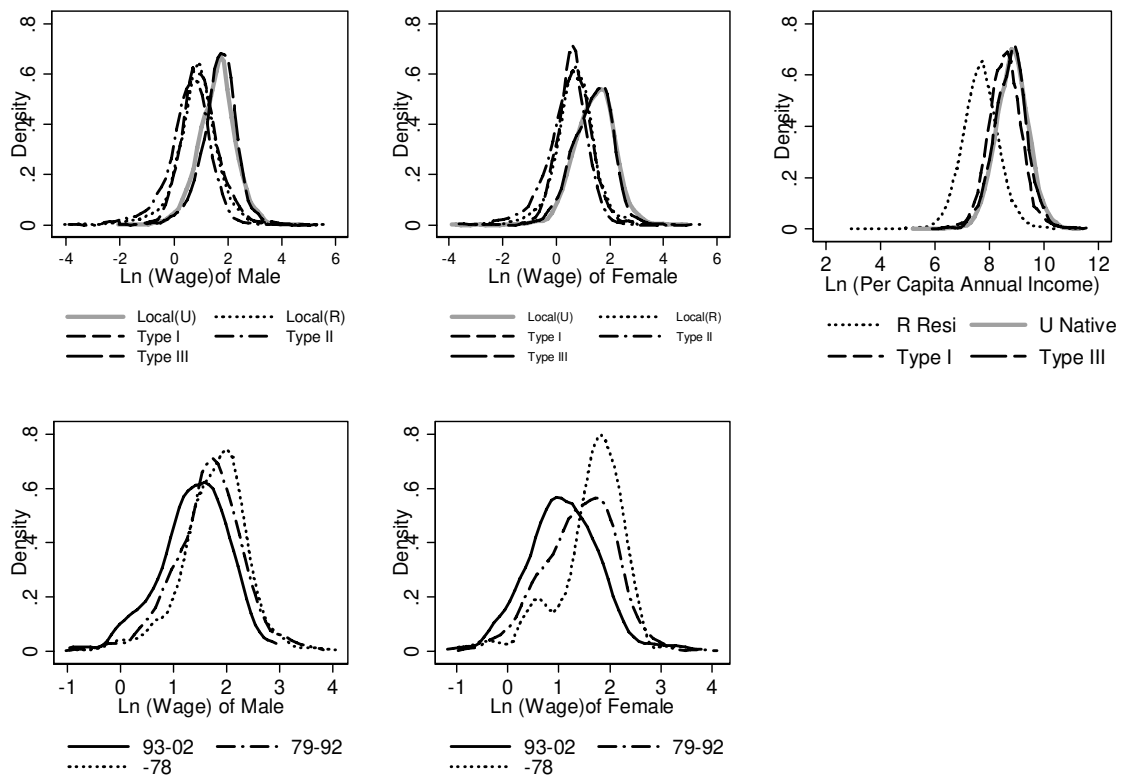 Density
0 .2 .4 .6 .8
-4 -2 0 2 4 6
Ln (Wage)of Male
Local(U) Local(R)
Type I Type II
Type III
Density
0 .2 .4 .6 .8
-4 -2 0 2 4 6
Ln (Wage) of Female
Local(U) Local(R)
Type I Type II
Type III
Density
0 .2 .4 .6 .8
2 4 6 8 10 12
Ln (Per Capita Annual Income)
R Resi U Native
Type I Type III
Density
0 .2 .4 .6 .8
-1 0 1 2 3 4
Ln (Wage) of Male
93-02 79-92
-78
Density
0 .2 .4 .6 .8
-1 0 1 2 3 4
Ln (Wage) of Female
93-02 79-92
-78